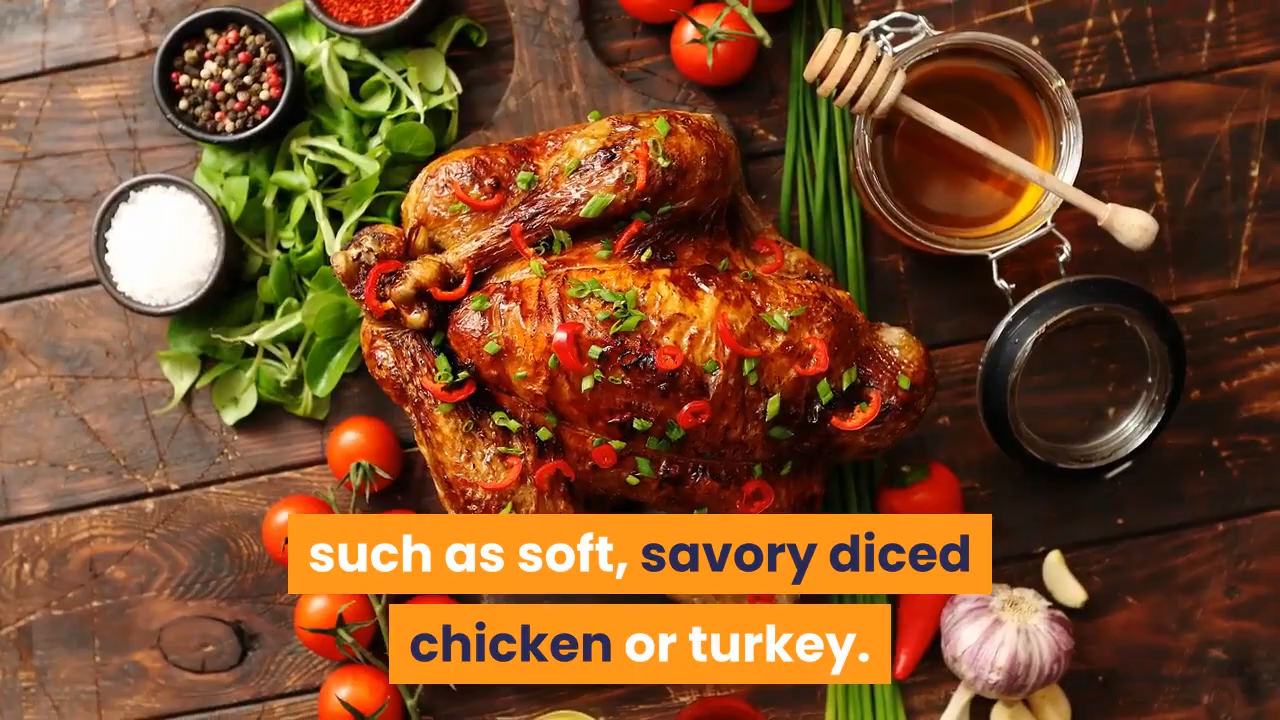 such as soft, savory diced
chicken or turkey.